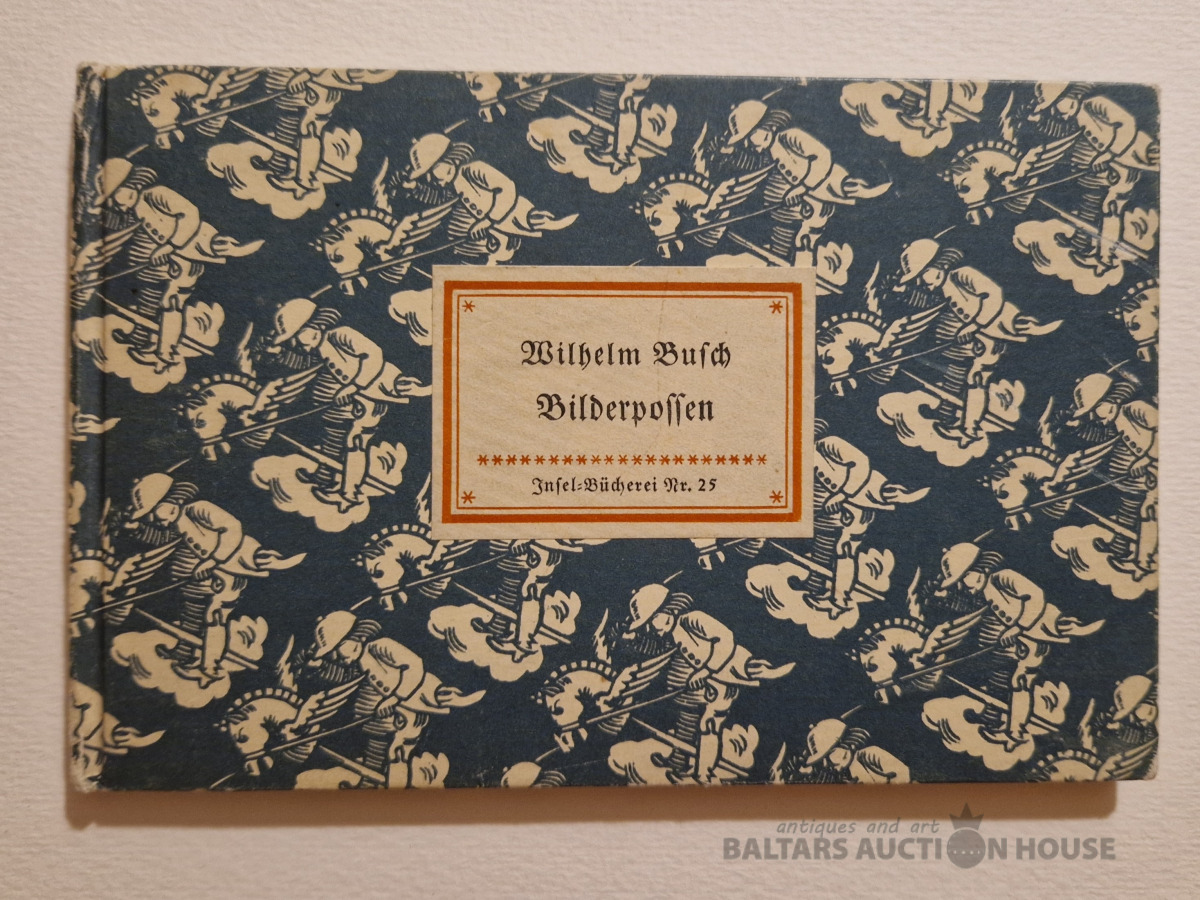 Wilhelm Buſch
Bilderpoſſen
Inſel-Bücherei Nr. 25
antiques and art
BALTARS AUCTION HOUSE